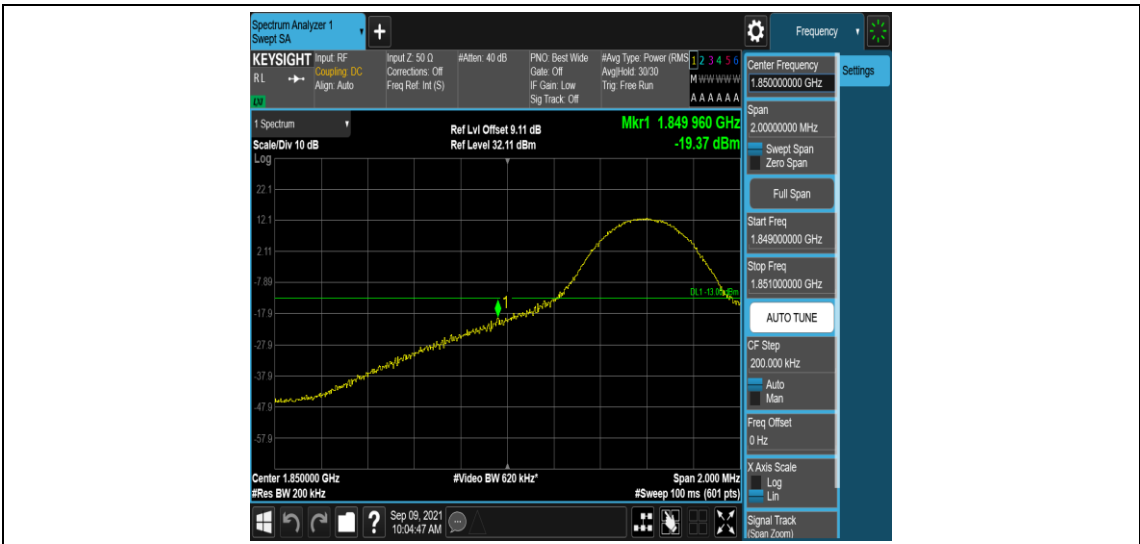 Spectrum Analyzer 1
Swept SA
+
Frequency
KEYSIGHT
RL
LXI
Input: RF
Coupling: DC
Align: Auto
Input Z: 50 Ω
Corrections: Off
Freq Ref: Int (S)
#Atten: 40 dB
PNO: Best Wide
Gate: Off
IF Gain: Low
Sig Track: Off
#Avg Type: Power (RMS
Avg|Hold: 30/30
Trig: Free Run
1 2 3 4 5 6
M W W W W W
A A A A A A
1 Spectrum
Scale/Div 10 dB
Log
Ref Lvl Offset 9.11 dB
Ref Level 32.11 dBm
Mkr1 1.849 960 GHz
-19.37 dBm
22.1
12.1
2.11
-7.89
-17.9
-27.9
-37.9
-47.9
-57.9
1
Center 1.850000 GHz
#Res BW 200 kHz
#Video BW 620 kHz*
Span 2.000 MHz
#Sweep 100 ms (601 pts)
?
Sep 09, 2021
10:04:47 AM
Center Frequency
1.850000000 GHz
Settings
Span
2.00000000 MHz
Swept Span
Zero Span
Full Span
Start Freq
1.849000000 GHz
Stop Freq
1.851000000 GHz
AUTO TUNE
CF Step
200.000 kHz
Auto
Man
Freq Offset
0 Hz
X Axis Scale
Log
Lin
Signal Track
(Span Zoom)